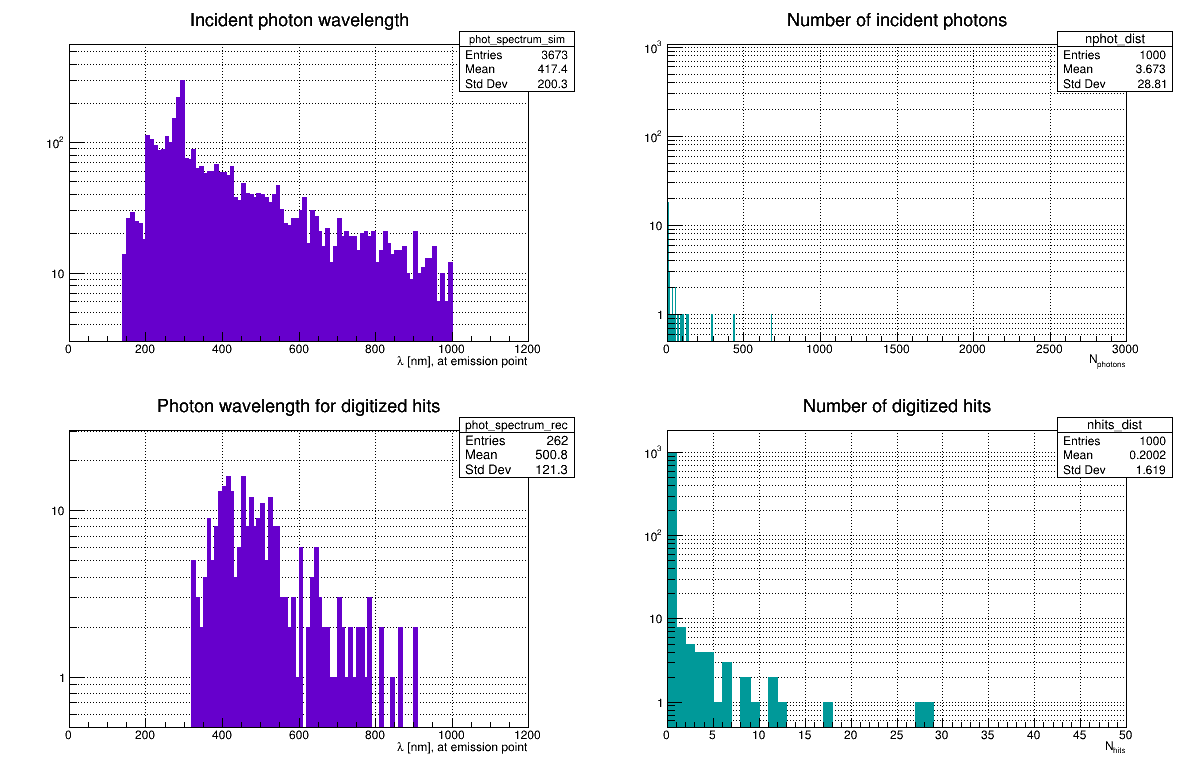 Incident photon wavelength
phot_spectrum_sim
Entries 3673
Mean 417.4
Std Dev 200.3
10²
10
0 200 400 600 800 1000 1200
λ [nm], at emission point
Number of incident photons
nphot_dist
Entries 1000
Mean 3.673
Std Dev 28.81
10³
10²
10
1
0 500 1000 1500 2000 2500 3000
N_photons
Photon wavelength for digitized hits
phot_spectrum_rec
Entries 262
Mean 500.8
Std Dev 121.3
10
1
0 200 400 600 800 1000 1200
λ [nm], at emission point
Number of digitized hits
nhits_dist
Entries 1000
Mean 0.2002
Std Dev 1.619
10³
10²
10
1
0 5 10 15 20 25 30 35 40 45 50
N_hits